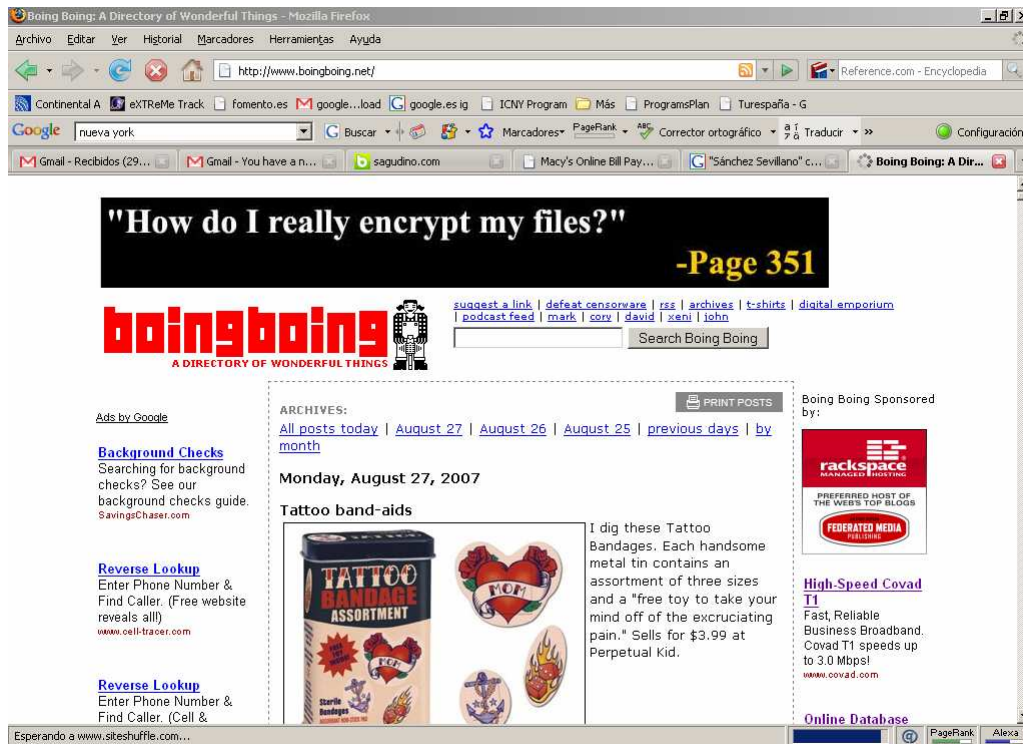 Boing Boing: A Directory of Wonderful Things - Mozilla Firefox
Archivo Editar Ver Historial Marcadores Herramientas Ayuda
http://www.boingboing.net/
Reference.com - Encyclopedia
Continental A eXTReMe Track fomento.es google...load google.es ig ICNY Program Más ProgramsPlan Turespaña - G
Google nueva york Buscar Marcadores PageRank ABC Corrector ortográfico Traducir » Configuración
Gmail - Recibidos (29... Gmail - You have a n... sagudino.com Macy's Online Bill Pay... "Sánchez Sevillano" c... Boing Boing: A Dir...
"How do I really encrypt my files?"
-Page 351
boingboing
A DIRECTORY OF WONDERFUL THINGS
suggest a link | defeat censorware | rss | archives | t-shirts | digital emporium
| podcast feed | mark | cory | david | xeni | john
Search Boing Boing
Ads by Google
Background Checks
Searching for background
checks? See our
background checks guide.
SavingsChaser.com
Reverse Lookup
Enter Phone Number &
Find Caller. (Free website
reveals all!)
www.cell-tracer.com
Reverse Lookup
Enter Phone Number &
Find Caller. (Cell &
PRINT POSTS
ARCHIVES:
All posts today | August 27 | August 26 | August 25 | previous days | by
month
Monday, August 27, 2007
Tattoo band-aids
TATTOO
BANDAGE
ASSORTMENT
FREE
TOY
INSIDE!
Sterile
Bandages
MOM
I dig these Tattoo
Bandages. Each handsome
metal tin contains an
assortment of three sizes
and a "free toy to take your
mind off of the excruciating
pain." Sells for $3.99 at
Perpetual Kid.
Boing Boing Sponsored
by:
rackspace
MANAGED HOSTING
PREFERRED HOST OF
THE WEB'S TOP BLOGS
FEDERATED MEDIA
PUBLISHING
High-Speed Covad
T1
Fast, Reliable
Business Broadband.
Covad T1 speeds up
to 3.0 Mbps!
www.covad.com
Online Database
Esperando a www.siteshuffle.com...
PageRank Alexa